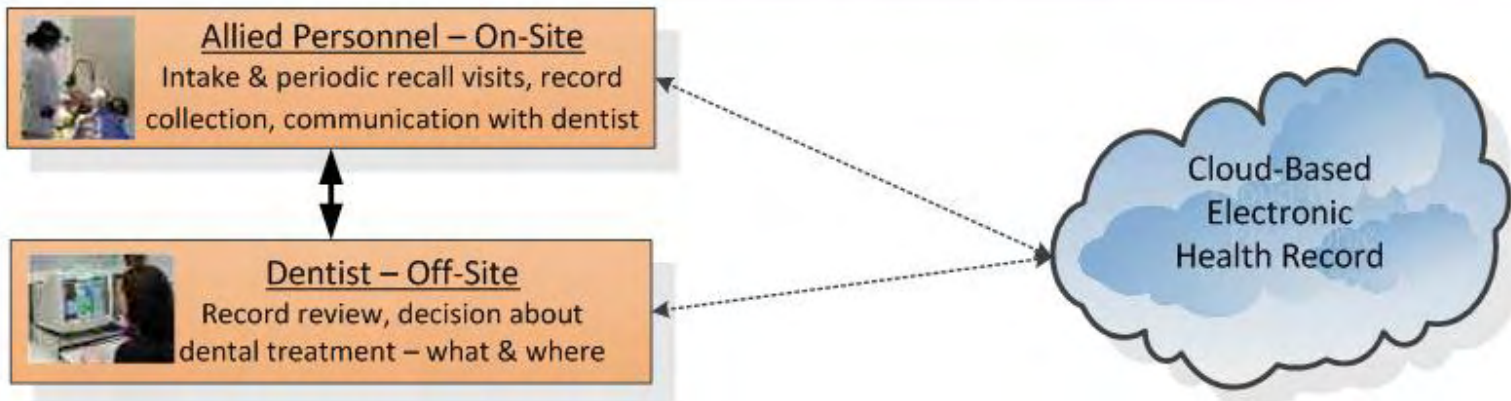 Allied Personnel – On-Site
Intake & periodic recall visits, record
collection, communication with dentist
Dentist – Off-Site
Record review, decision about
dental treatment – what & where
Cloud-Based
Electronic
Health Record